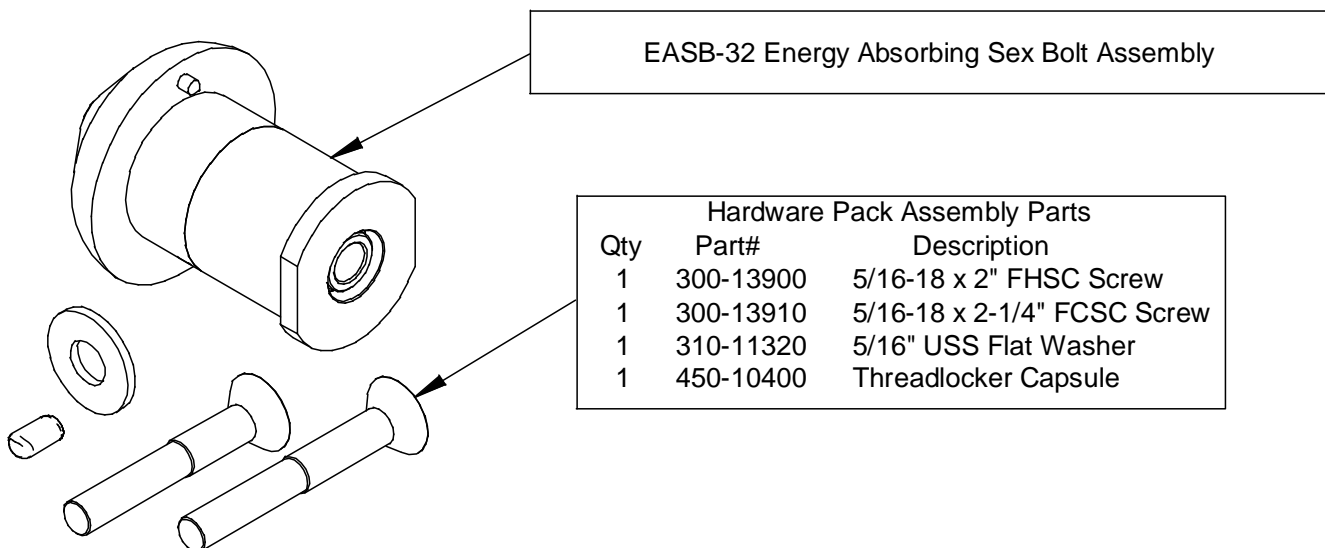 EASB-32 Energy Absorbing Sex Bolt Assembly
Hardware Pack Assembly Parts
Qty Part# Description
1 300-13900 5/16-18 x 2" FHSC Screw
1 300-13910 5/16-18 x 2-1/4" FCSC Screw
1 310-11320 5/16" USS Flat Washer
1 450-10400 Threadlocker Capsule